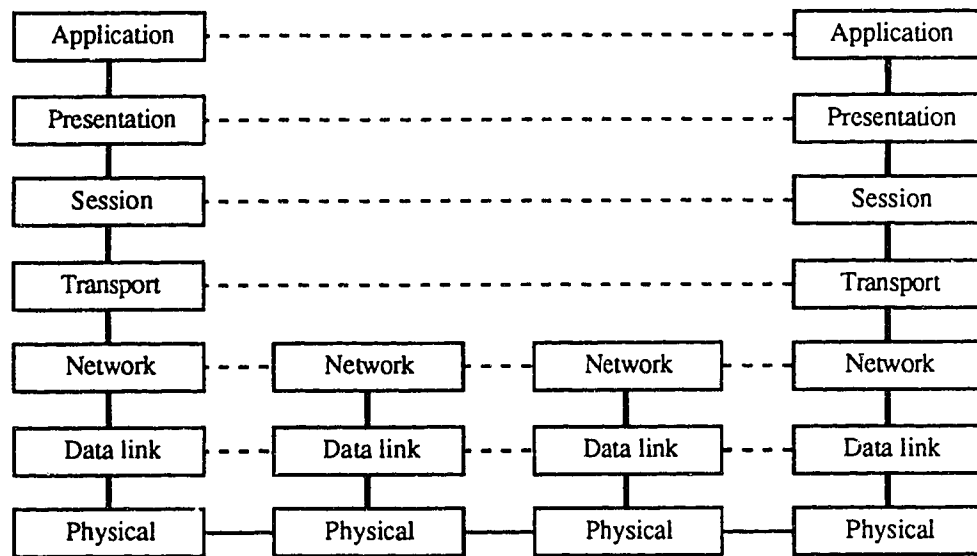 Application Application
Presentation Presentation
Session Session
Transport Transport
Network Network Network Network
Data link Data link Data link Data link
Physical Physical Physical Physical